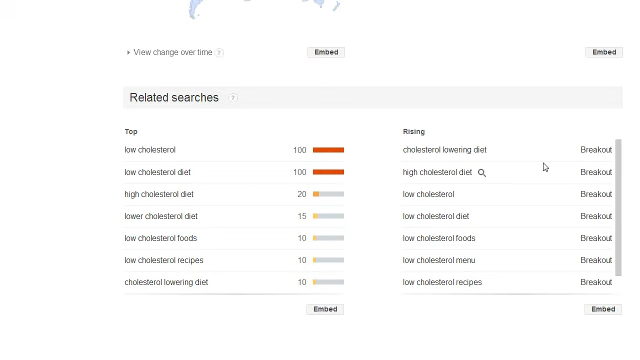 View change over time ?
Embed
Embed
Related searches ?
Top
low cholesterol 100
low cholesterol diet 100
high cholesterol diet 20
lower cholesterol diet 15
low cholesterol foods 10
low cholesterol recipes 10
cholesterol lowering diet 10
Embed
Rising
cholesterol lowering diet Breakout
high cholesterol diet Breakout
low cholesterol Breakout
low cholesterol diet Breakout
low cholesterol foods Breakout
low cholesterol menu Breakout
low cholesterol recipes Breakout
Embed